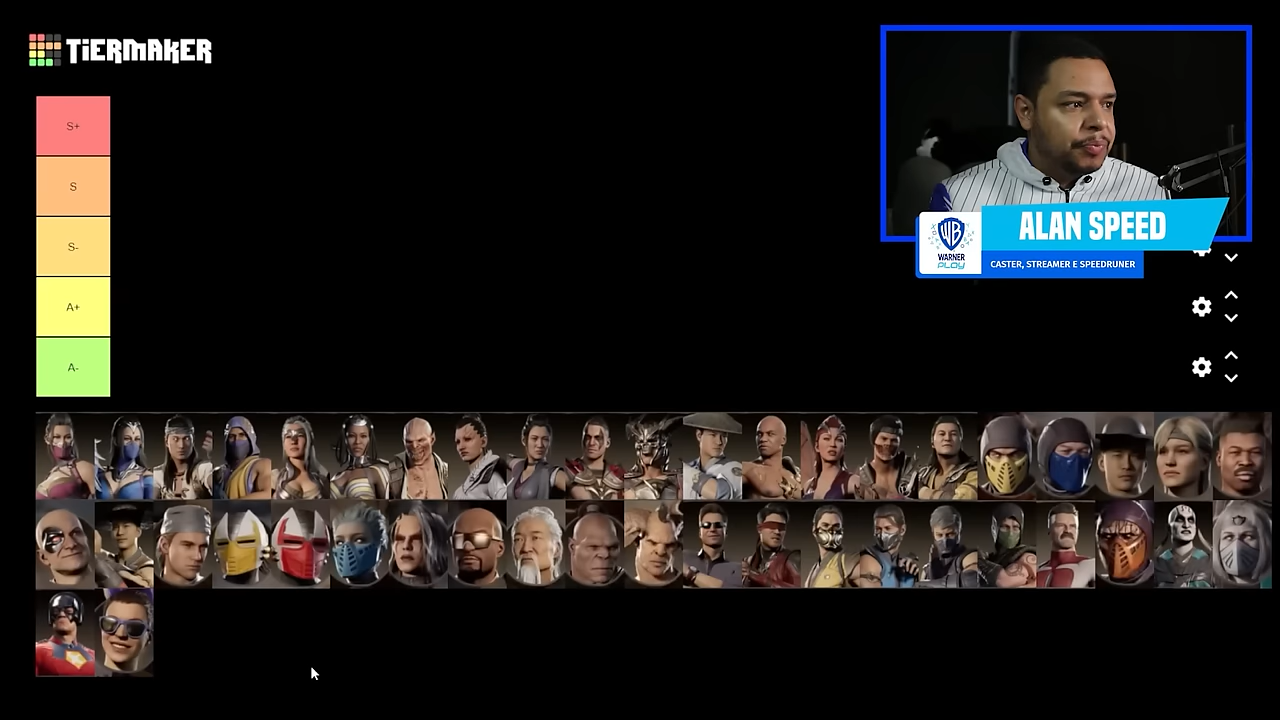 TiERMAKER
S+
S
S-
A+
A-
ALAN SPEED
WB
WARNER
PLAY
CASTER, STREAMER E SPEEDRUNER